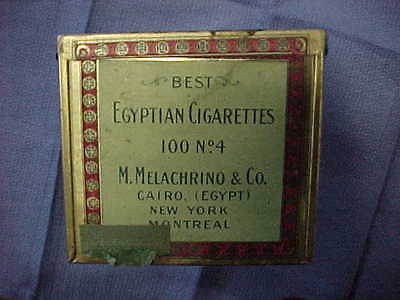 BEST
EGYPTIAN CIGARETTES
100 Nº4
M. MELACHRINO & CO.
CAIRO, (EGYPT)
NEW YORK
MONTREAL